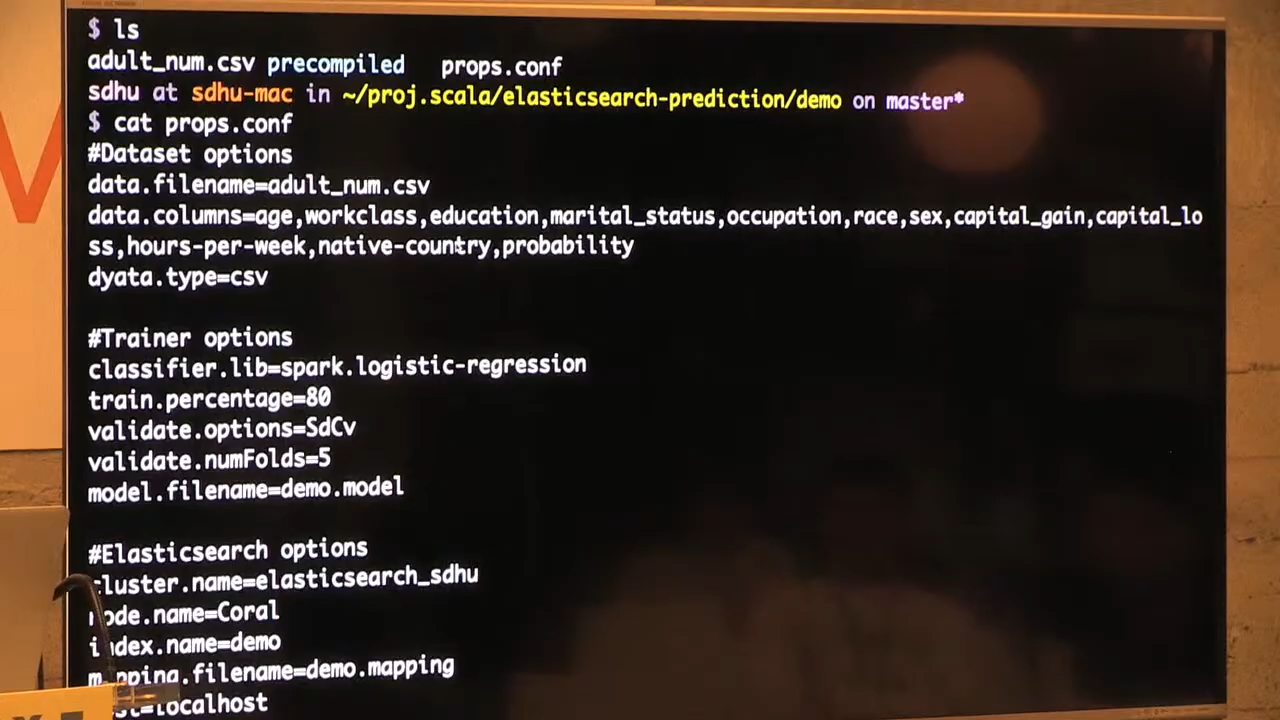 $ ls
adult_num.csv precompiled props.conf
sdhu at sdhu-mac in ~/proj.scala/elasticsearch-prediction/demo on master*
$ cat props.conf
#Dataset options
data.filename=adult_num.csv
data.columns=age,workclass,education,marital_status,occupation,race,sex,capital_gain,capital_lo
ss,hours-per-week,native-country,probability
dyata.type=csv
#Trainer options
classifier.lib=spark.logistic-regression
train.percentage=80
validate.options=SdCv
validate.numFolds=5
model.filename=demo.model
#Elasticsearch options
cluster.name=elasticsearch_sdhu
node.name=Coral
index.name=demo
mapping.filename=demo.mapping
=localhost